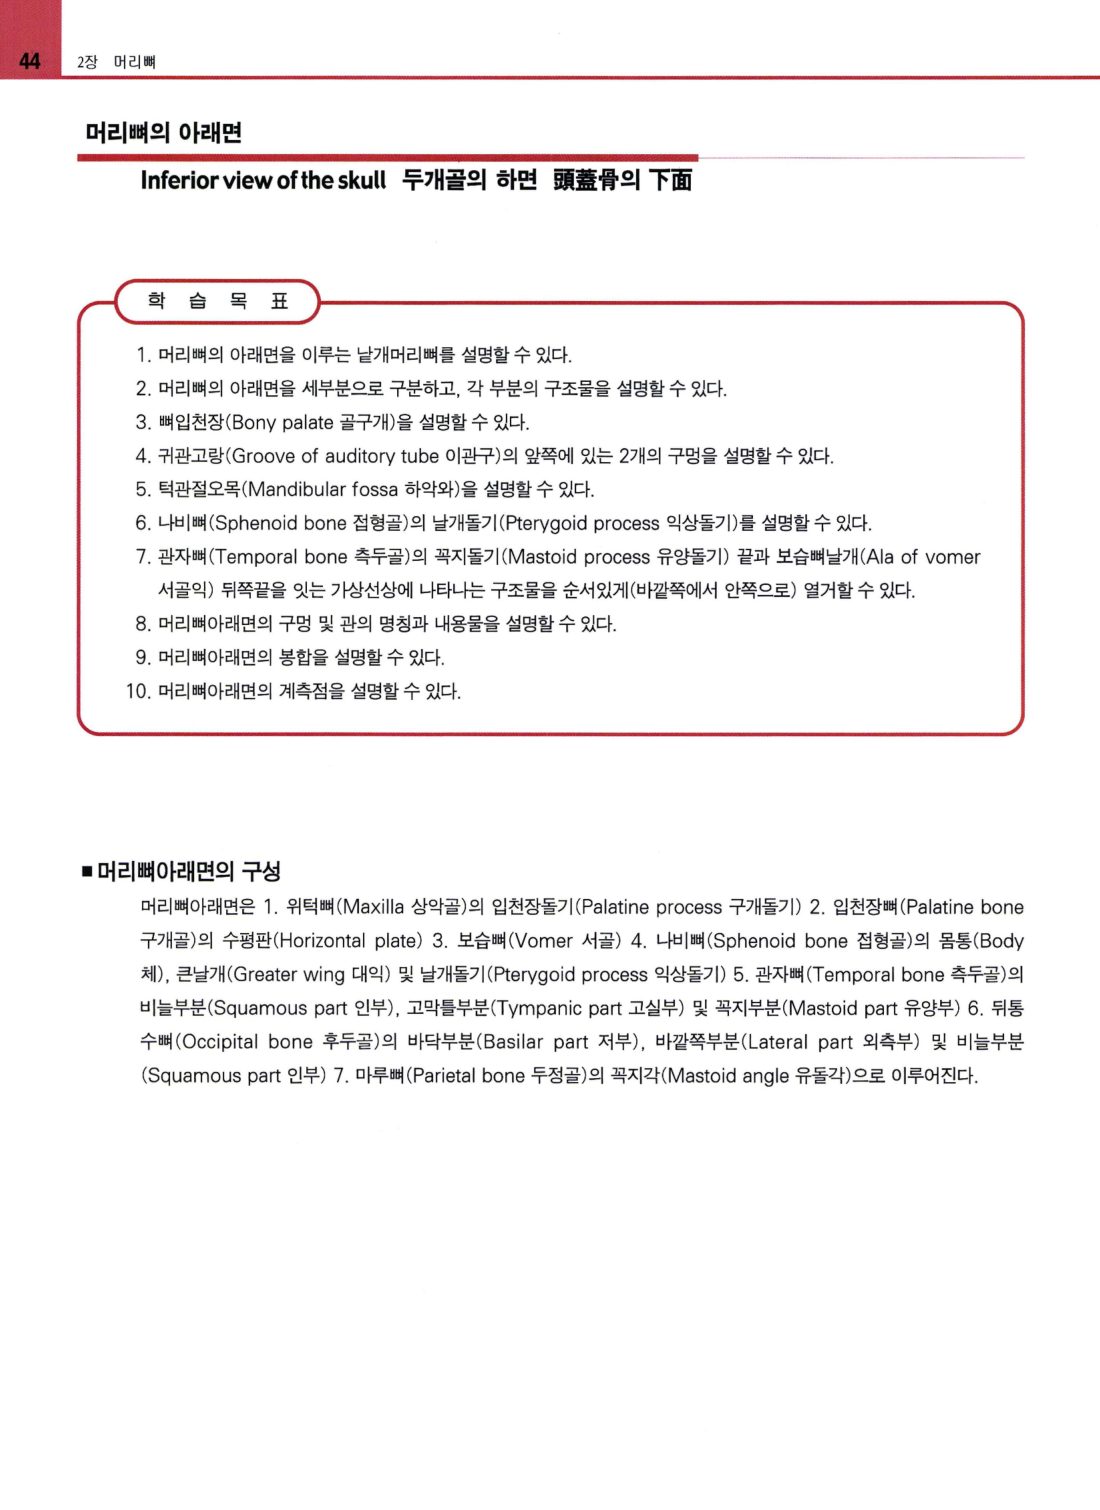 44 2장 머리뼈
머리뼈의 아래면
Inferior view of the skull 두개골의 하면 頭蓋骨의 下面
학 습 목 표
1. 머리뼈의 아래면을 이루는 낱개머리뼈를 설명할 수 있다.
2. 머리뼈의 아래면을 세부분으로 구분하고, 각 부분의 구조물을 설명할 수 있다.
3. 뼈입천장(Bony palate 골구개)을 설명할 수 있다.
4. 귀관고랑(Groove of auditory tube 이관구)의 앞쪽에 있는 2개의 구멍을 설명할 수 있다.
5. 턱관절오목(Mandibular fossa 하악와)을 설명할 수 있다.
6. 나비뼈(Sphenoid bone 접형골)의 날개돌기(Pterygoid process 익상돌기)를 설명할 수 있다.
7. 관자뼈(Temporal bone 측두골)의 꼭지돌기(Mastoid process 유양돌기) 끝과 보습뼈날개(Ala of vomer
서골익) 뒤쪽끝을 잇는 가상선상에 나타나는 구조물을 순서있게(바깥쪽에서 안쪽으로) 열거할 수 있다.
8. 머리뼈아래면의 구멍 및 관의 명칭과 내용물을 설명할 수 있다.
9. 머리뼈아래면의 봉합을 설명할 수 있다.
10. 머리뼈아래면의 계측점을 설명할 수 있다.
■ 머리뼈아래면의 구성
머리뼈아래면은 1. 위턱뼈(Maxilla 상악골)의 입천장돌기(Palatine process 구개돌기) 2. 입천장뼈(Palatine bone
구개골)의 수평판(Horizontal plate) 3. 보습뼈(Vomer 서골) 4. 나비뼈(Sphenoid bone 접형골)의 몸통(Body
체), 큰날개(Greater wing 대익) 및 날개돌기(Pterygoid process 익상돌기) 5. 관자뼈(Temporal bone 측두골)의
비늘부분(Squamous part 인부), 고막틀부분(Tympanic part 고실부) 및 꼭지부분(Mastoid part 유양부) 6. 뒤통
수뼈(Occipital bone 후두골)의 바닥부분(Basilar part 저부), 바깥쪽부분(Lateral part 외측부) 및 비늘부분
(Squamous part 인부) 7. 마루뼈(Parietal bone 두정골)의 꼭지각(Mastoid angle 유돌각)으로 이루어진다.